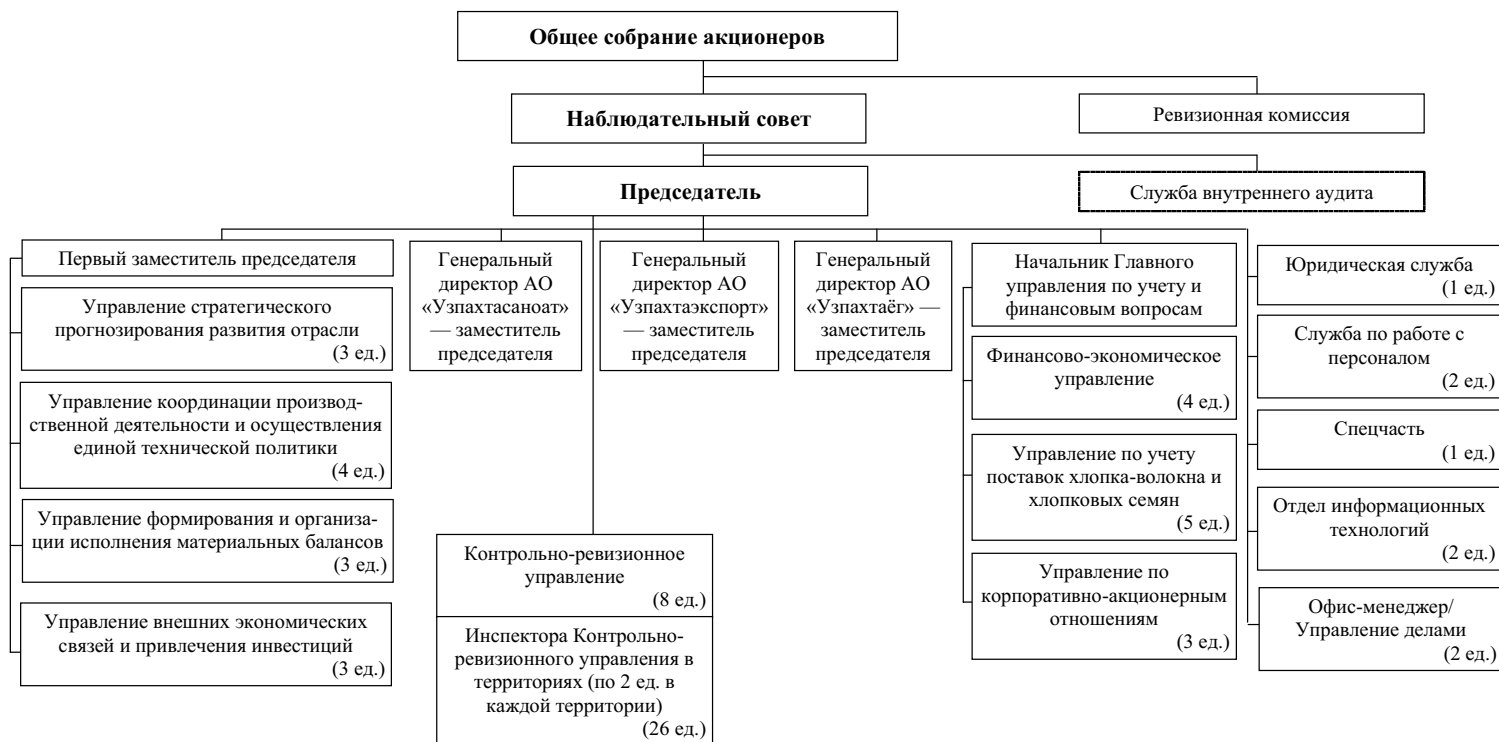 Общее собрание акционеров
Наблюдательный совет
Ревизионная комиссия
Председатель
Служба внутреннего аудита
Первый заместитель председателя
Управление стратегического
прогнозирования развития отрасли
(3 ед.)
Управление координации производ-
ственной деятельности и осуществления
единой технической политики
(4 ед.)
Управление формирования и организа-
ции исполнения материальных балансов
(3 ед.)
Управление внешних экономических
связей и привлечения инвестиций
(3 ед.)
Генеральный
директор АО
«Узпахтасаноат»
— заместитель
председателя
Генеральный
директор АО
«Узпахтаэкспорт»
— заместитель
председателя
Генеральный
директор АО
«Узпахтаёг» —
заместитель
председателя
Контрольно-ревизионное
управление
(8 ед.)
Инспектора Контрольно-
ревизионного управления в
территориях (по 2 ед. в
каждой территории)
(26 ед.)
Начальник Главного
управления по учету и
финансовым вопросам
Финансово-экономическое
управление
(4 ед.)
Управление по учету
поставок хлопка-волокна и
хлопковых семян
(5 ед.)
Управление по
корпоративно-акционерным
отношениям
(3 ед.)
Юридическая служба
(1 ед.)
Служба по работе с
персоналом
(2 ед.)
Спецчасть
(1 ед.)
Отдел информационных
технологий
(2 ед.)
Офис-менеджер/
Управление делами
(2 ед.)